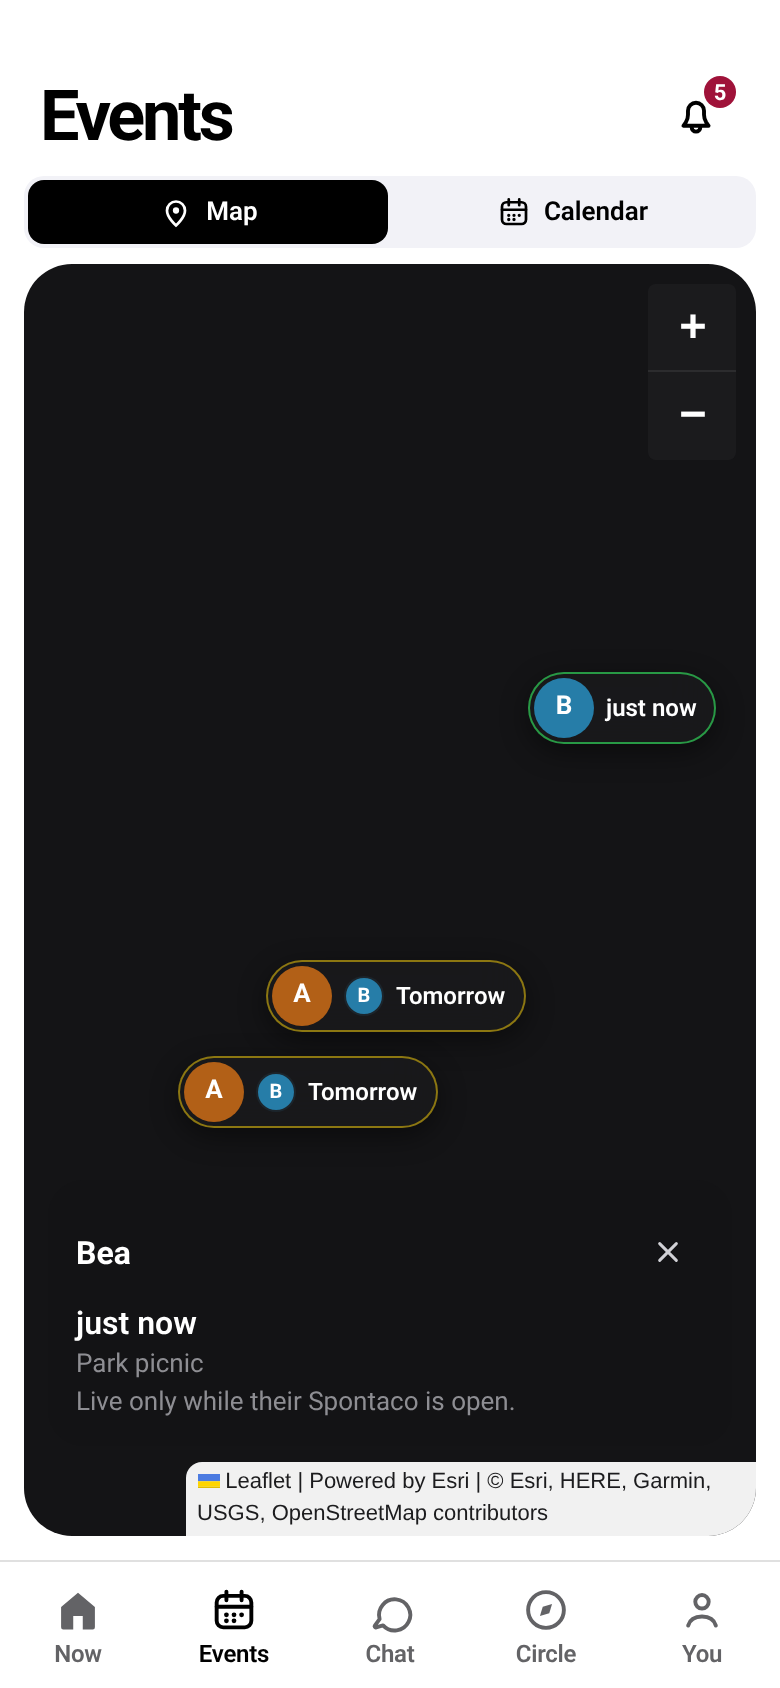 Events
5
Map
Calendar
+
−
B just now
A B Tomorrow
A B Tomorrow
Bea
just now
Park picnic
Live only while their Spontaco is open.
Leaflet | Powered by Esri | © Esri, HERE, Garmin,
USGS, OpenStreetMap contributors
Now
Events
Chat
Circle
You